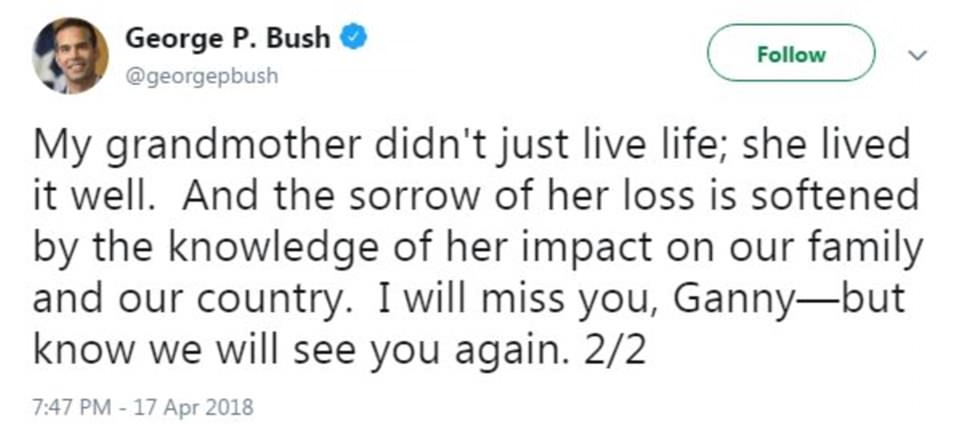 George P. Bush
@georgepbush
Follow
My grandmother didn't just live life; she lived
it well.  And the sorrow of her loss is softened
by the knowledge of her impact on our family
and our country.  I will miss you, Ganny—but
know we will see you again. 2/2
7:47 PM - 17 Apr 2018